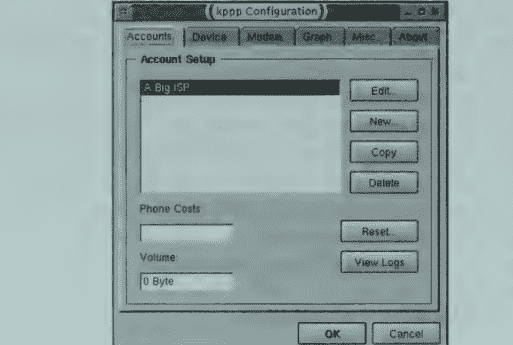 kppp Configuration
Accounts Device Modem Graph Misc. About
Account Setup
A Big ISP
Edit...
New...
Copy
Delete
Phone Costs
Reset...
Volume:
View Logs
0 Byte
OK Cancel